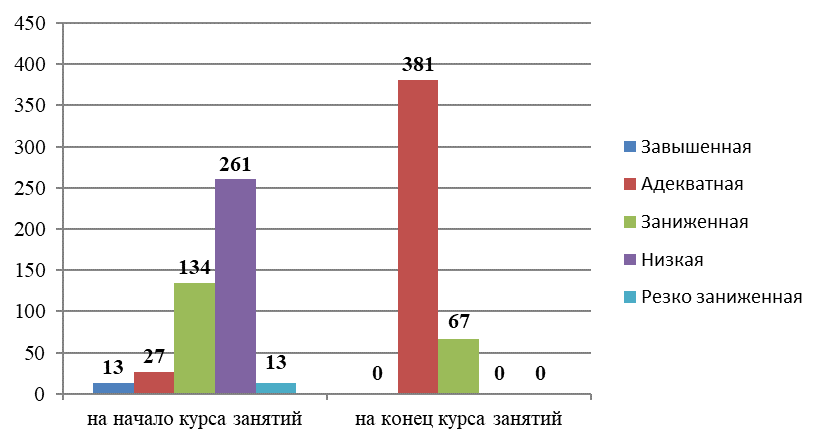 450
400
350
300
250
200
150
100
50
0
13
27
134
261
13
0
381
67
0
0
на начало курса занятий
на конец курса занятий
Завышенная
Адекватная
Заниженная
Низкая
Резко заниженная